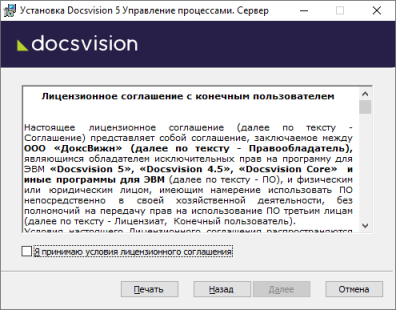 Установка Docsvision 5 Управление процессами. Сервер
docsvision
Лицензионное соглашение с конечным пользователем
Настоящее лицензионное соглашение (далее по тексту -
Соглашение) представляет собой соглашение, заключаемое между
ООО «ДоксВижн» (далее по тексту - Правообладатель),
являющимся обладателем исключительных прав на программу для
ЭВМ «Docsvision 5», «Docsvision 4.5», «Docsvision Core» и
иные программы для ЭВМ (далее по тексту - ПО), и физическим
или юридическим лицом, имеющим намерение использовать ПО
непосредственно в своей хозяйственной деятельности, без
полномочий на передачу прав на использование ПО третьим лицам
(далее по тексту - Лицензиат, Конечный пользователь).
Условия настоящего Лицензионного соглашения распространяются
Я принимаю условия лицензионного соглашения
Печать
Назад
Далее
Отмена